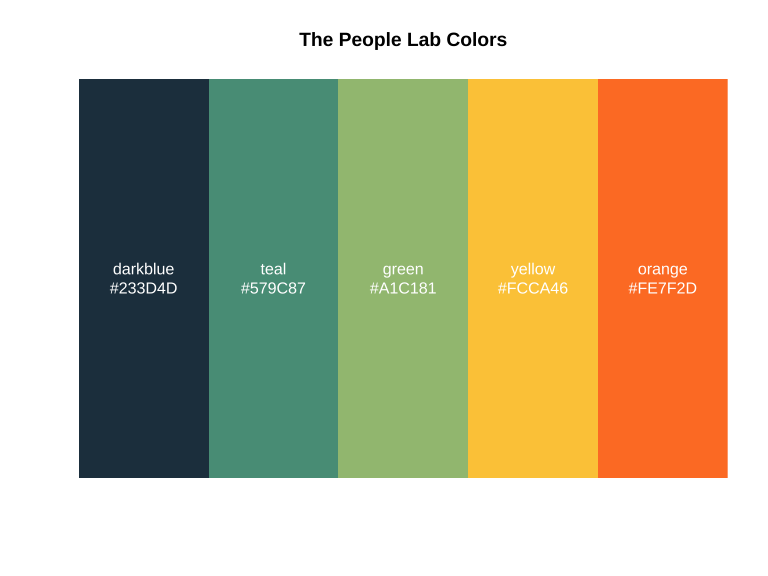 The People Lab Colors
darkblue
#233D4D
teal
#579C87
green
#A1C181
yellow
#FCCA46
orange
#FE7F2D